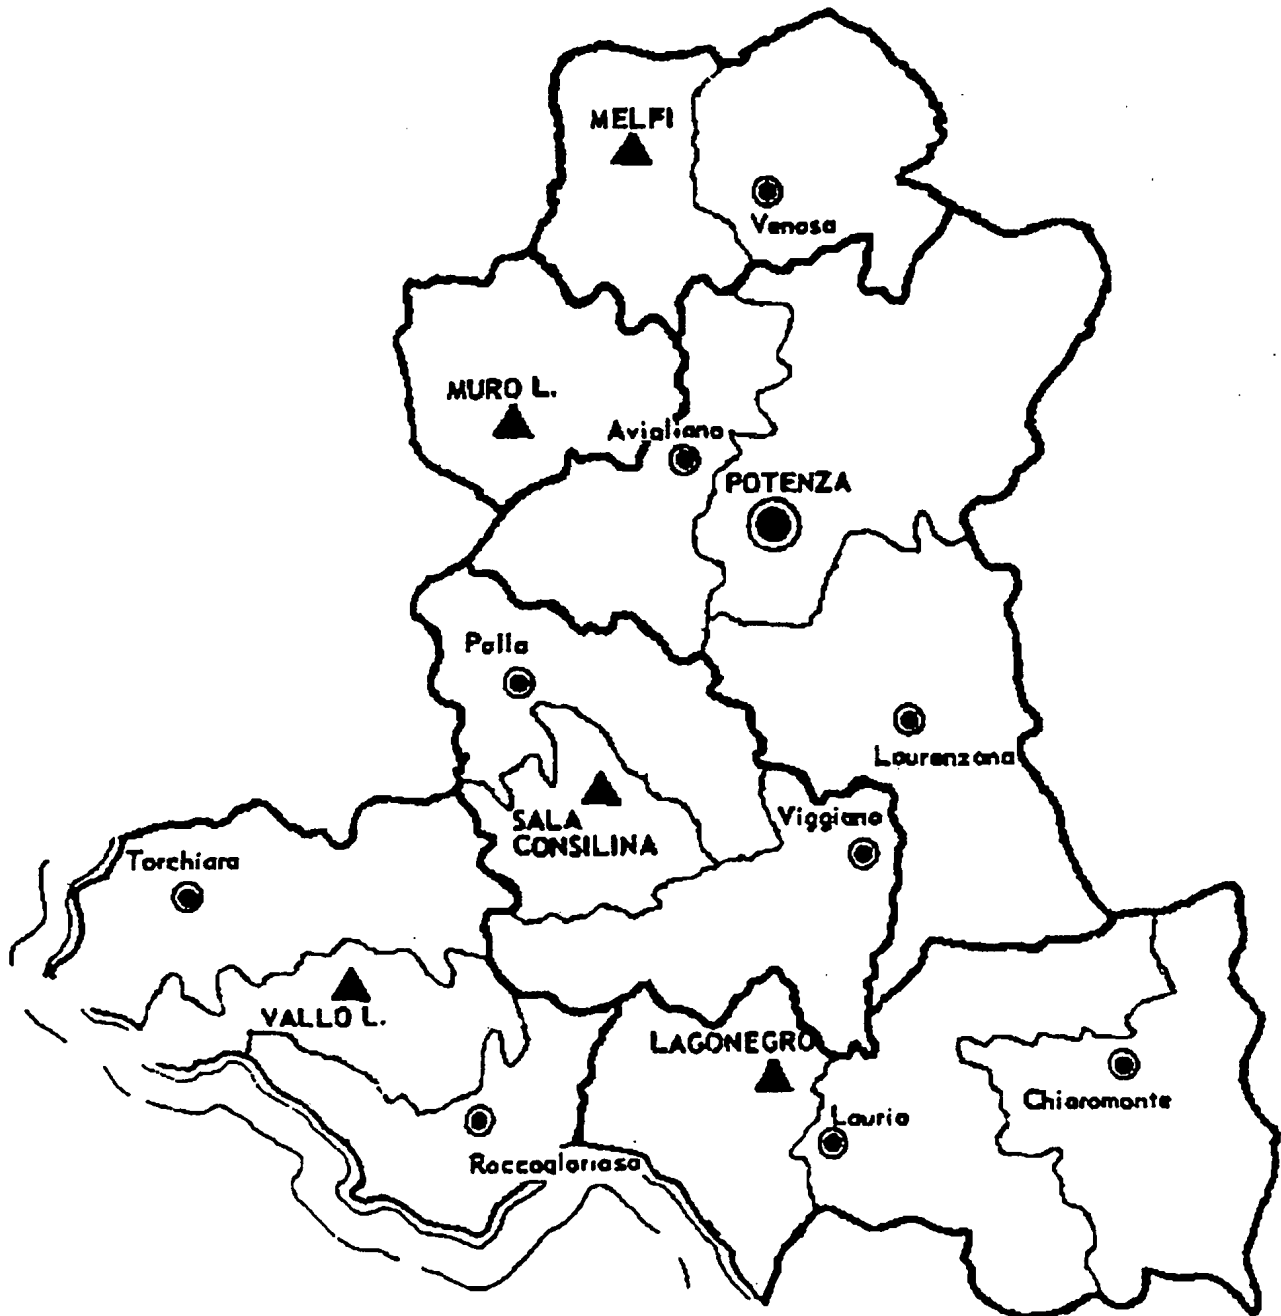 MELFI
Venosa
MURO L.
Avigliano
POTENZA
Polla
Laurenzana
SALA
CONSILINA
Viggiano
Torchiara
VALLO L.
LAGONEGRO
Chiaromonte
Lauria
Roccagloriosa